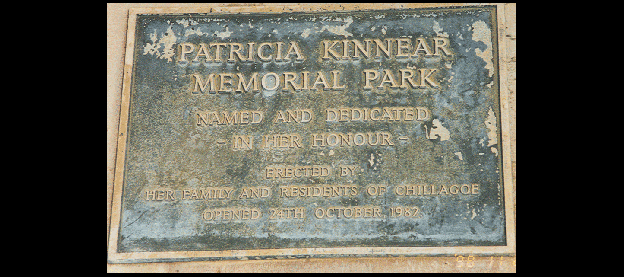 PATRICIA KINNEAR
MEMORIAL PARK
NAMED AND DEDICATED
- IN HER HONOUR -
ERECTED BY
HER FAMILY AND RESIDENTS OF CHILLAGOE
OPENED 24TH OCTOBER 1987